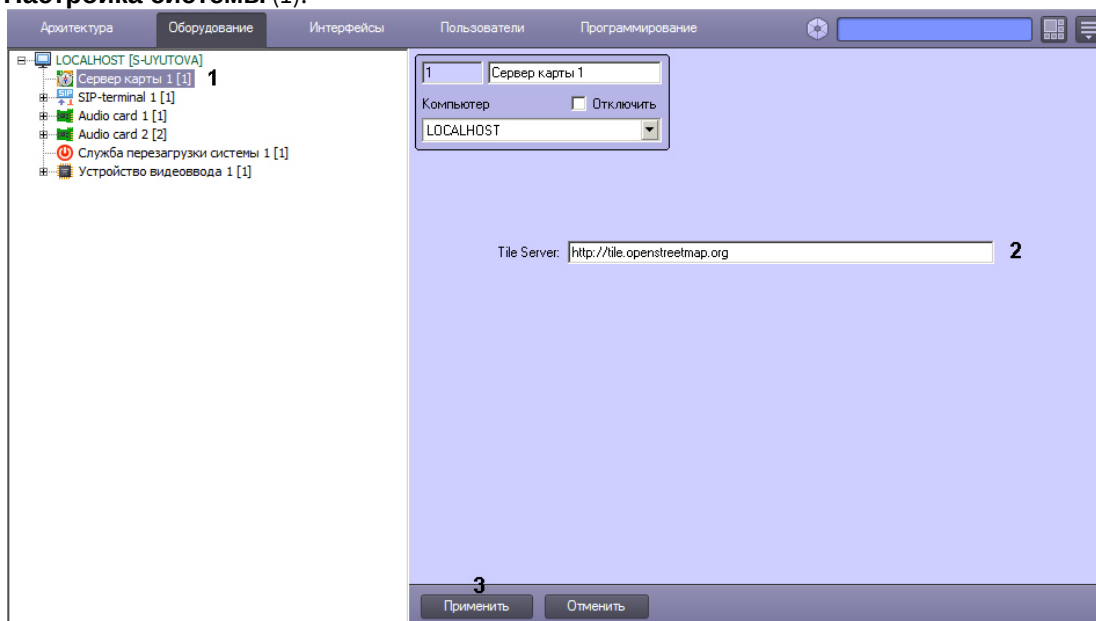 Настройка системы (1).
Архитектура Оборудование Интерфейсы Пользователи Программирование
LOCALHOST [S-UYUTOVA]
Сервер карты 1 [1] 1
SIP-terminal 1 [1]
Audio card 1 [1]
Audio card 2 [2]
Служба перезагрузки системы 1 [1]
Устройство видеоввода 1 [1]
1 Сервер карты 1
Компьютер Отключить
LOCALHOST
Tile Server: http://tile.openstreetmap.org 2
3
Применить Отменить